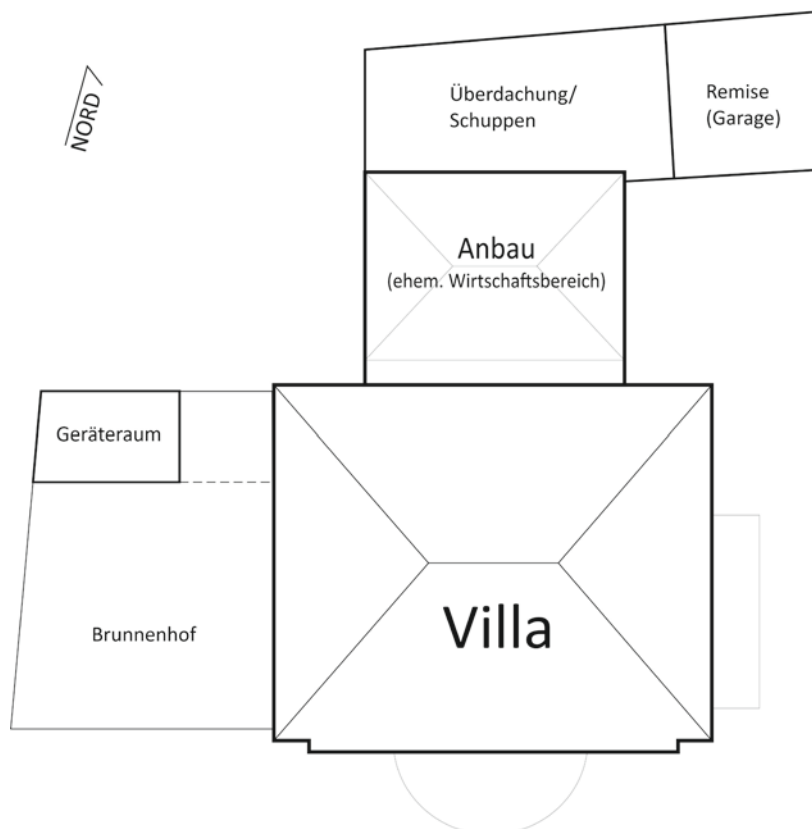 NORD
Überdachung/
Schuppen
Remise
(Garage)
Anbau
(ehem. Wirtschaftsbereich)
Geräteraum
Brunnenhof
Villa